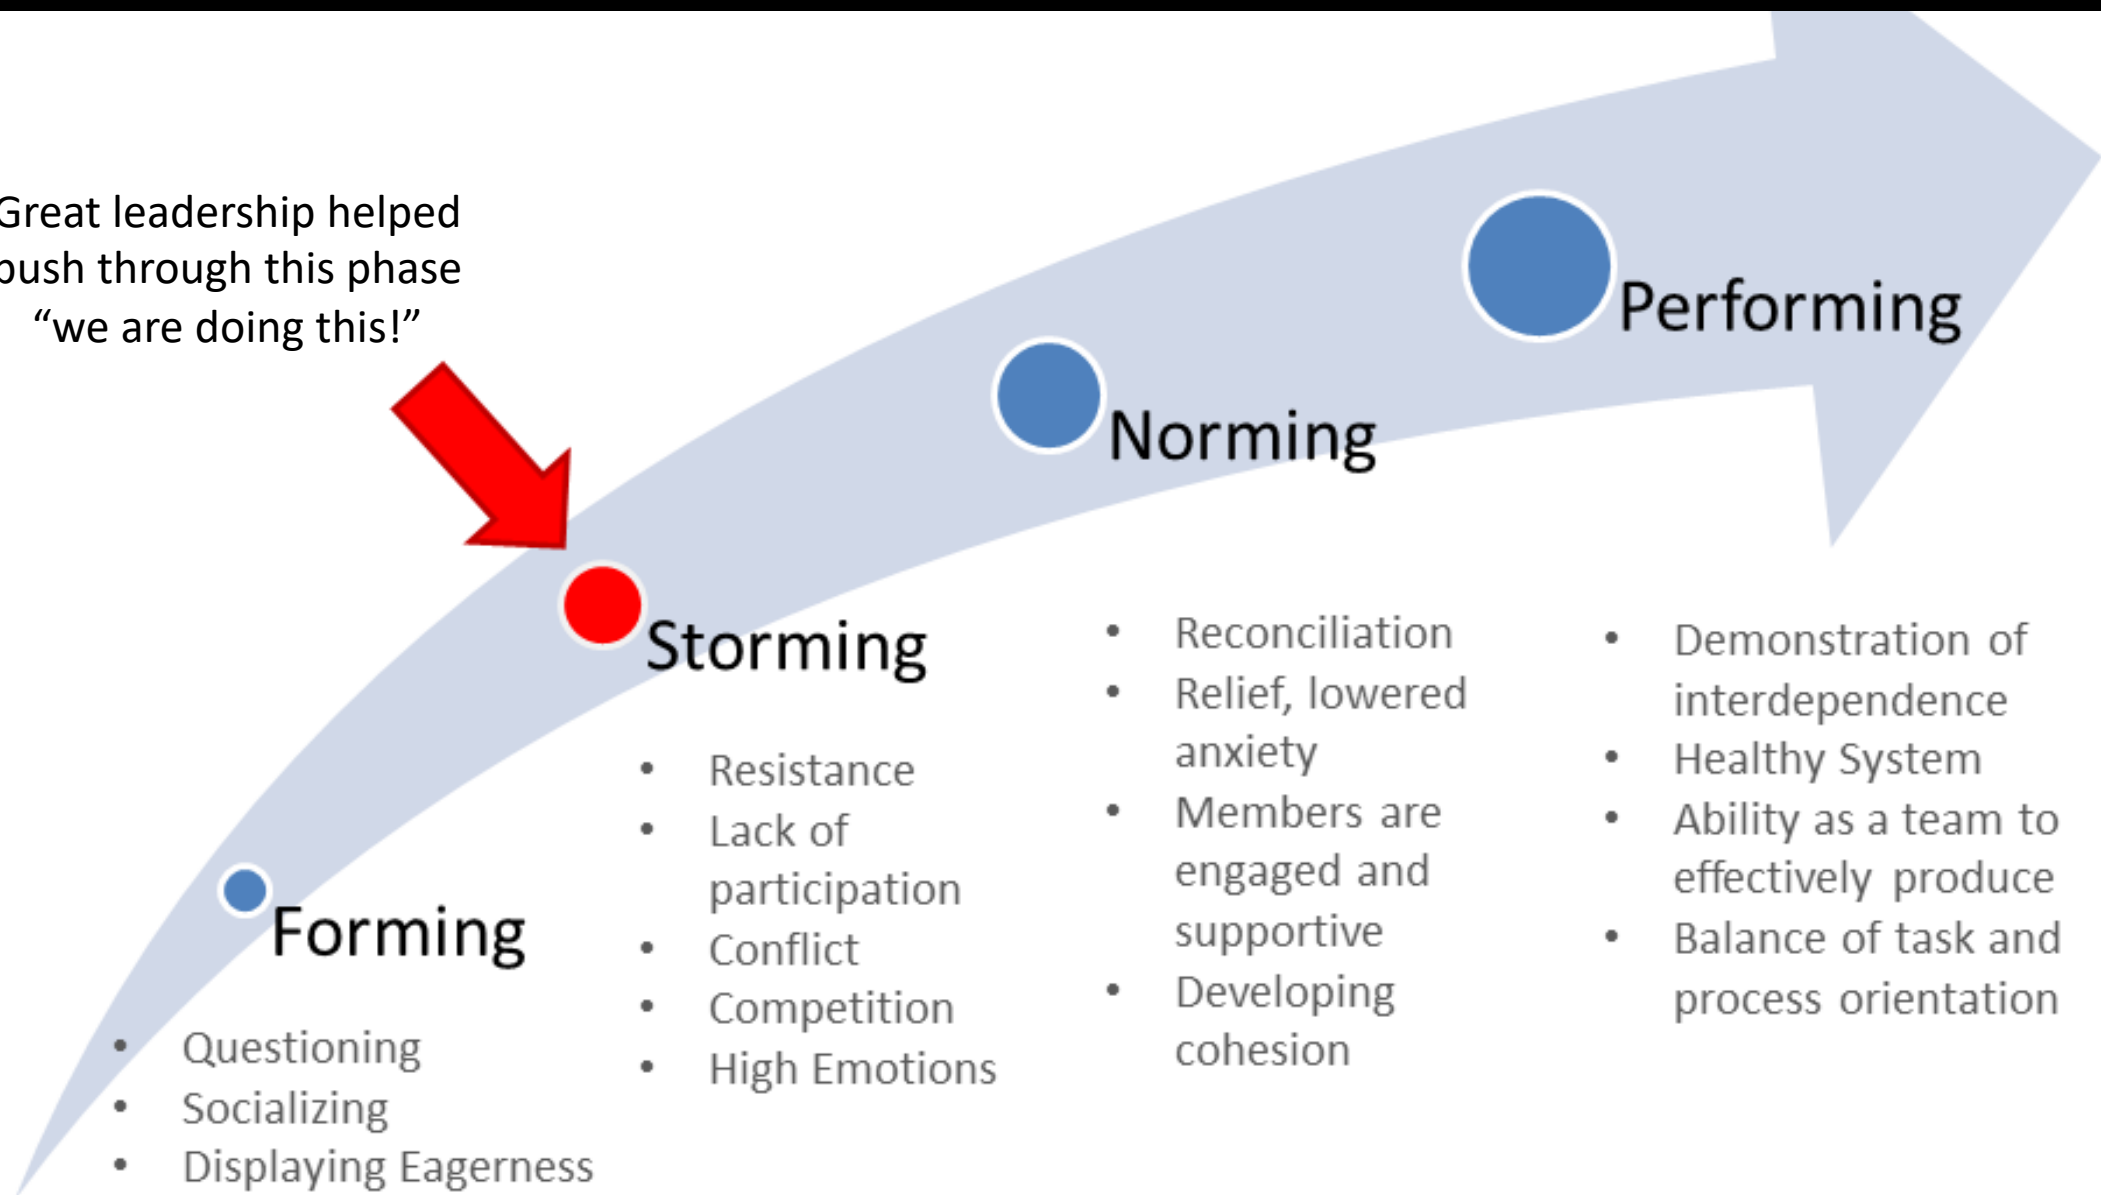 Great leadership helped
push through this phase
“we are doing this!”
Performing
Norming
Storming
Forming
• Questioning
• Socializing
• Displaying Eagerness
• Resistance
• Lack of
participation
• Conflict
• Competition
• High Emotions
• Reconciliation
• Relief, lowered
anxiety
• Members are
engaged and
supportive
• Developing
cohesion
• Demonstration of
interdependence
• Healthy System
• Ability as a team to
effectively produce
• Balance of task and
process orientation